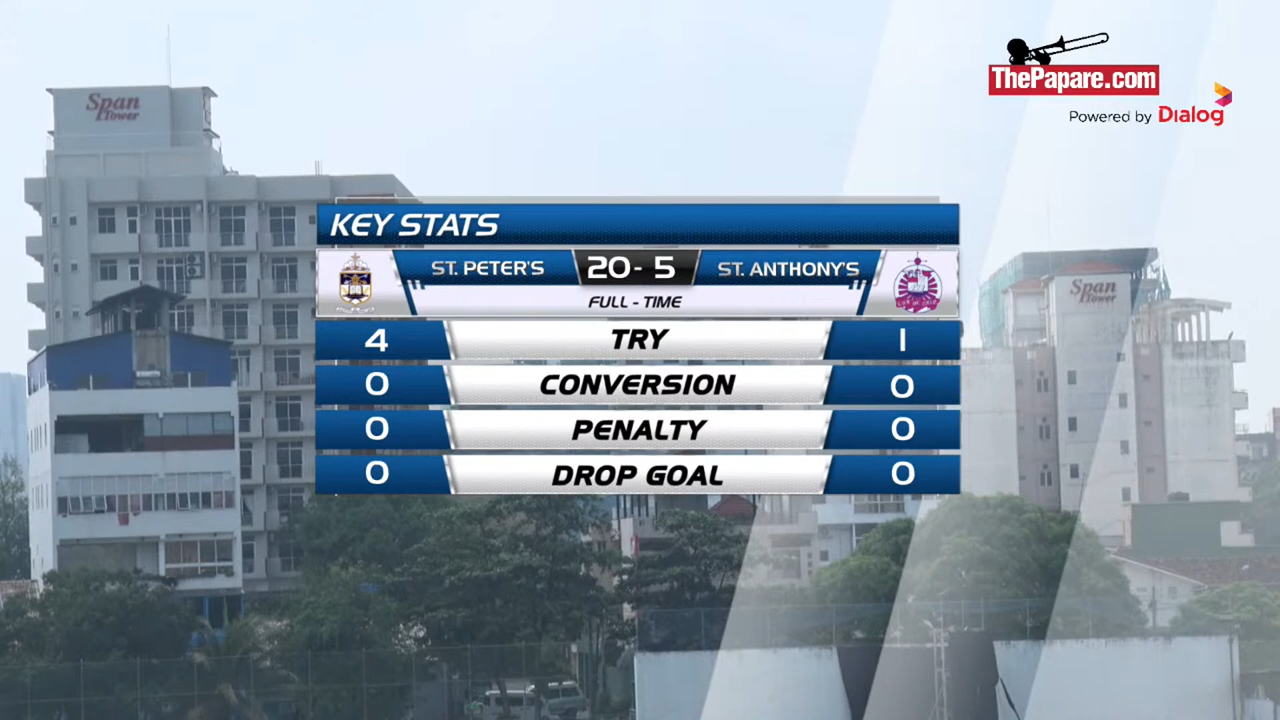 Span
Tower
ThePapare.com
Powered by Dialog
KEY STATS
ST. PETER'S 20 - 5 ST. ANTHONY'S
FULL - TIME
4 TRY 1
0 CONVERSION 0
0 PENALTY 0
0 DROP GOAL 0
Span
Tower